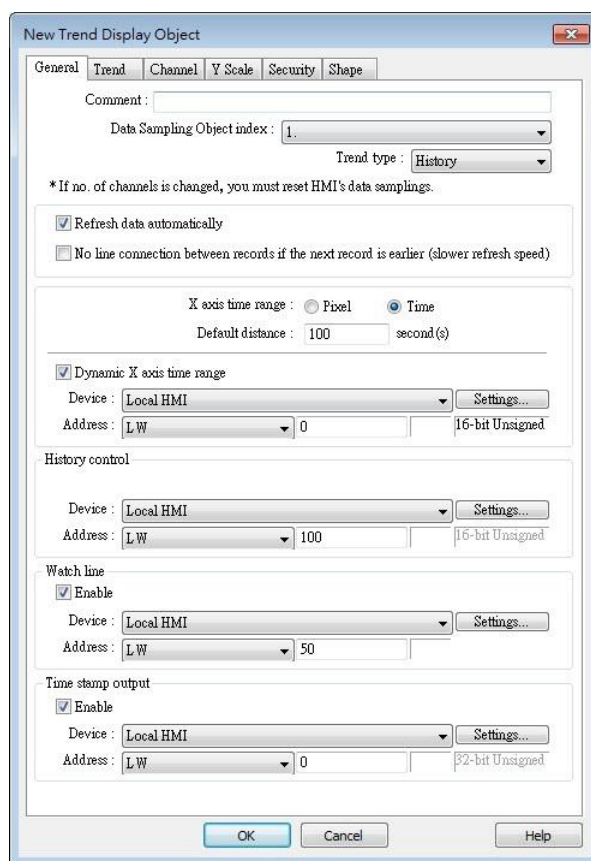 New Trend Display Object
General Trend Channel Y Scale Security Shape
Comment :
Data Sampling Object index : 1.
Trend type : History
* If no. of channels is changed, you must reset HMI's data samplings.
Refresh data automatically
No line connection between records if the next record is earlier (slower refresh speed)
X axis time range : Pixel Time
Default distance : 100 second(s)
Dynamic X axis time range
Device : Local HMI Settings...
Address : LW 0 16-bit Unsigned
History control
Device : Local HMI Settings...
Address : LW 100 16-bit Unsigned
Watch line
Enable
Device : Local HMI Settings...
Address : LW 50
Time stamp output
Enable
Device : Local HMI Settings...
Address : LW 0 32-bit Unsigned
OK Cancel Help